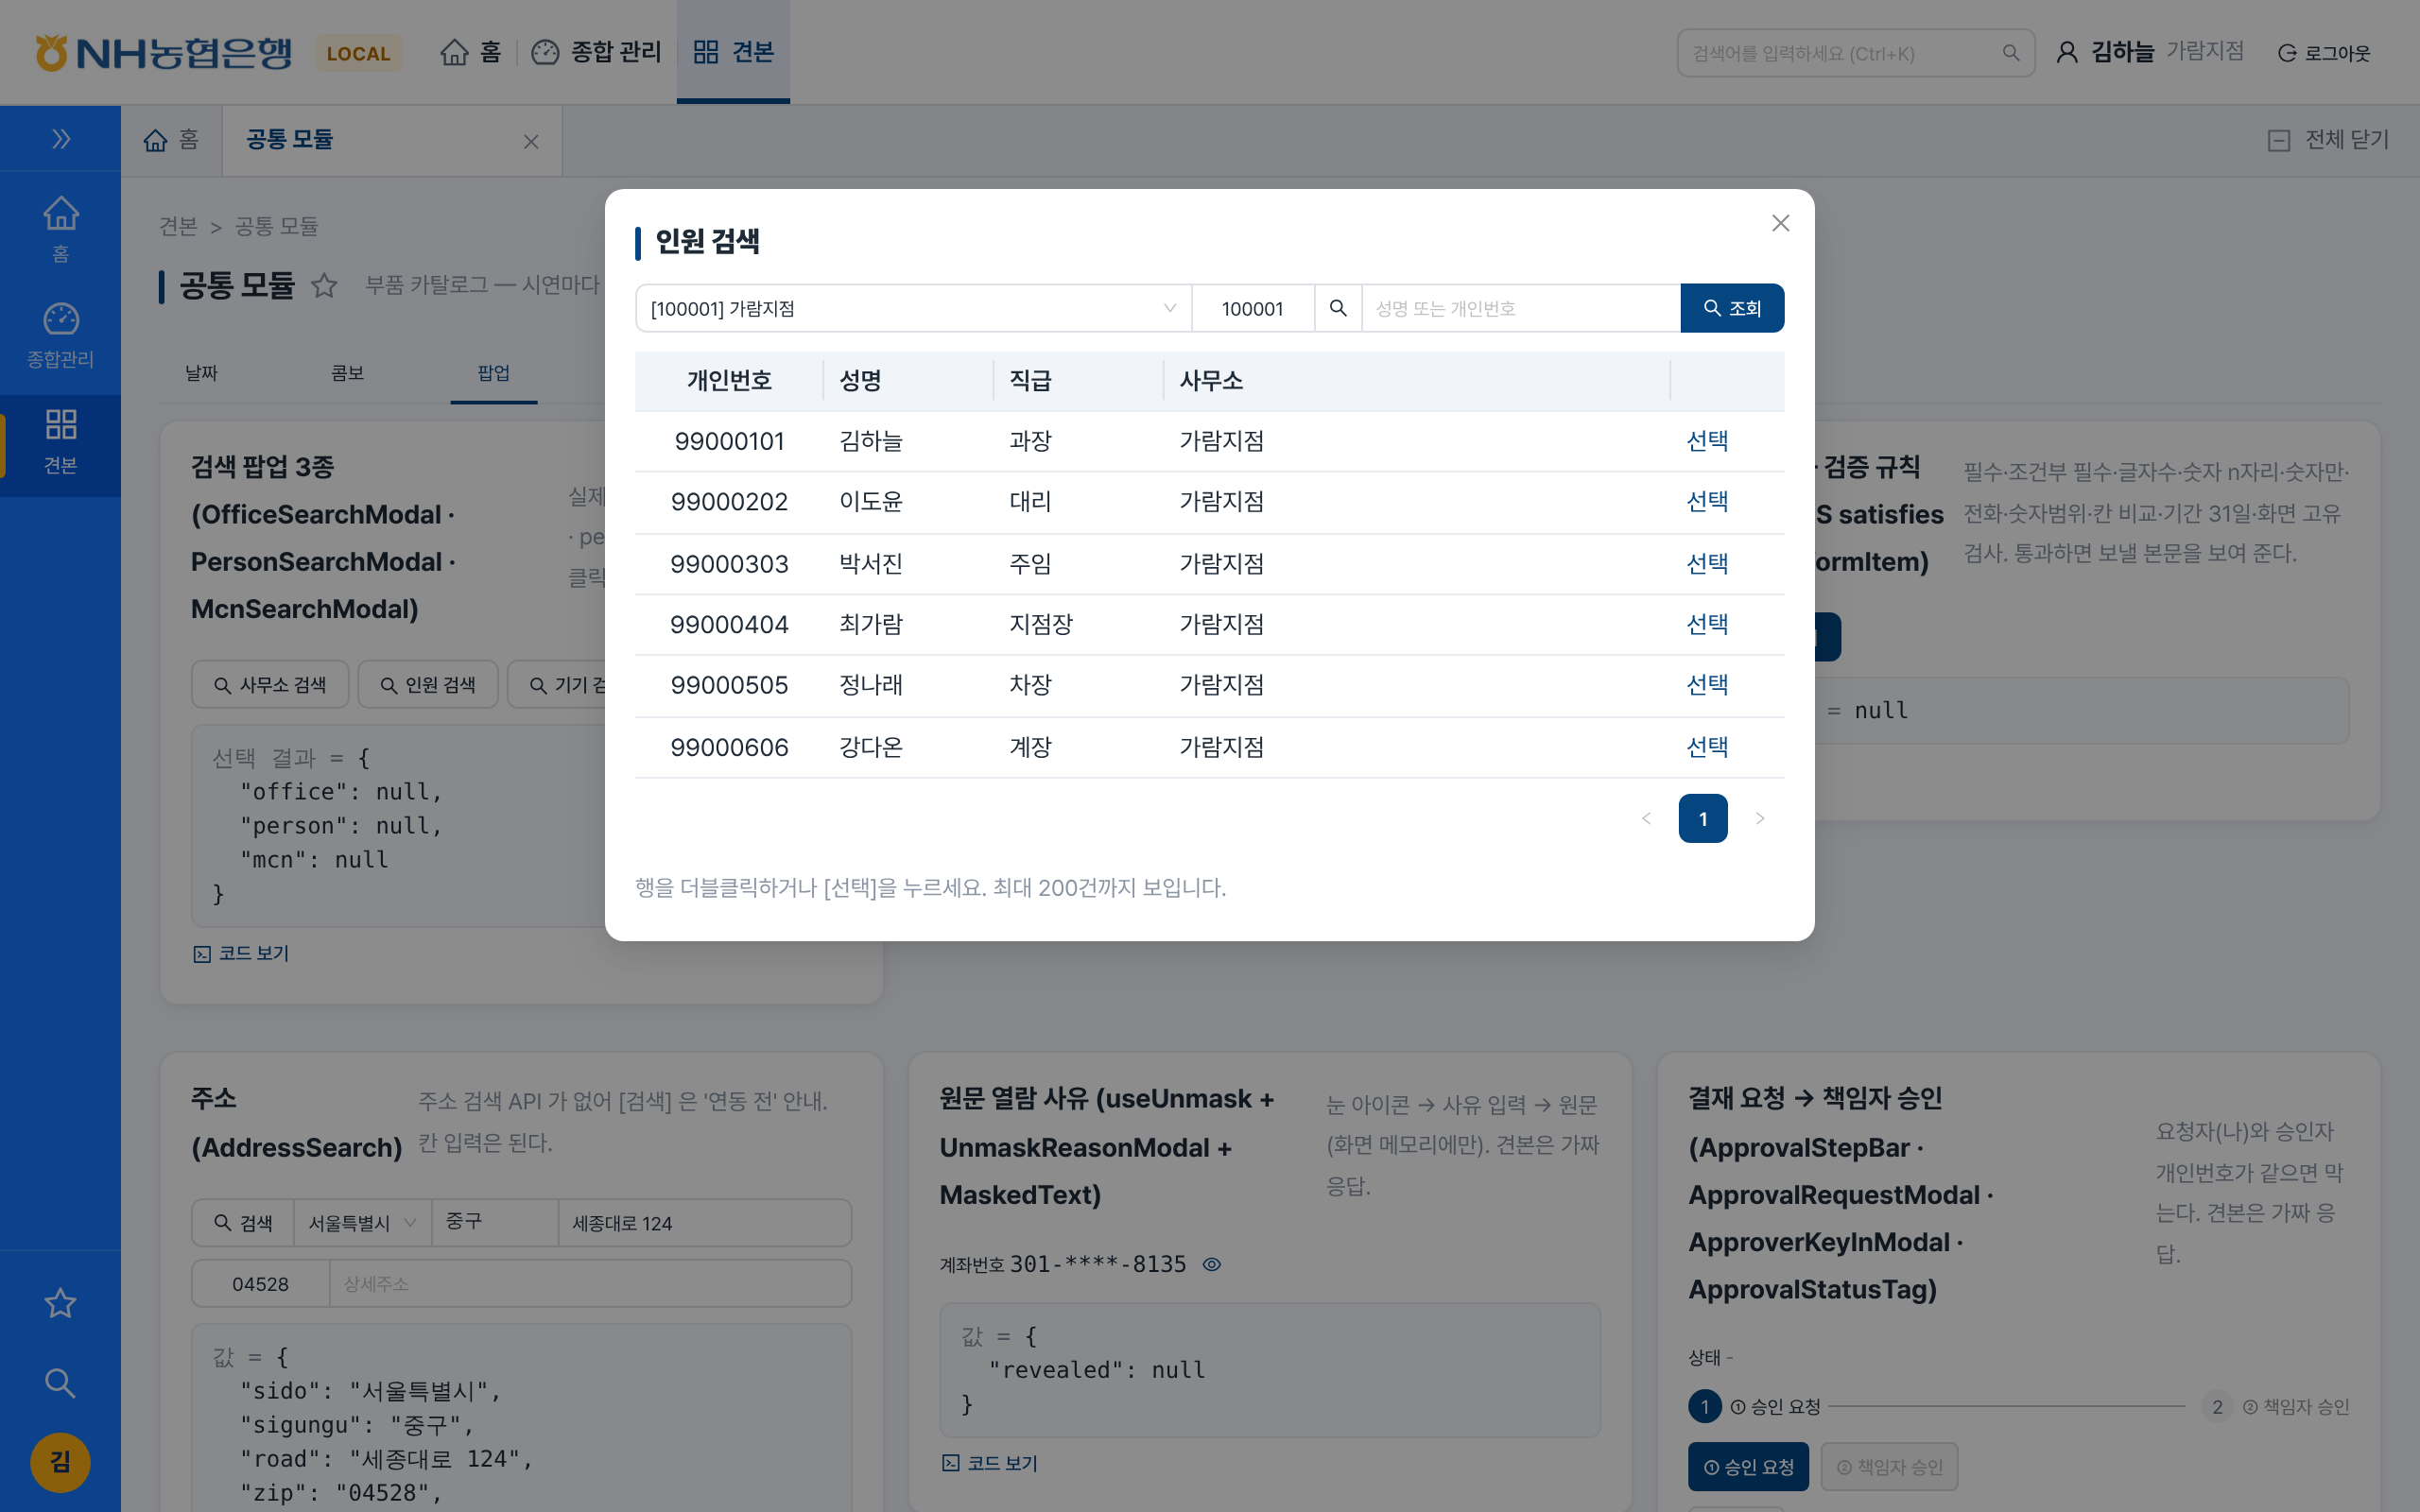 NH농협은행 LOCAL 홈 종합 관리 견본 검색어를 입력하세요 (Ctrl+K) 김하늘 가람지점 로그아웃
홈 공통 모듈 전체 닫기
홈
종합관리
견본
김
견본 > 공통 모듈
공통 모듈 부품 카탈로그 — 시연마다
날짜 콤보 팝업
검색 팝업 3종
(OfficeSearchModal ·
PersonSearchModal ·
McnSearchModal)
실제
· pe
클릭
사무소 검색 인원 검색 기기 검
선택 결과 = {
"office": null,
"person": null,
"mcn": null
}
코드 보기
인원 검색
[100001] 가람지점 100001 성명 또는 개인번호 조회
개인번호 성명 직급 사무소
99000101 김하늘 과장 가람지점 선택
99000202 이도윤 대리 가람지점 선택
99000303 박서진 주임 가람지점 선택
99000404 최가람 지점장 가람지점 선택
99000505 정나래 차장 가람지점 선택
99000606 강다온 계장 가람지점 선택
< 1 >
행을 더블클릭하거나 [선택]을 누르세요. 최대 200건까지 보입니다.
· 검증 규칙
S satisfies
ormItem)
필수·조건부 필수·글자수·숫자 n자리·숫자만·
전화·숫자범위·칸 비교·기간 31일·화면 고유
검사. 통과하면 보낼 본문을 보여 준다.
= null
주소
(AddressSearch)
주소 검색 API 가 없어 [검색] 은 '연동 전' 안내.
칸 입력은 된다.
검색 서울특별시 중구 세종대로 124
04528 상세주소
값 = {
"sido": "서울특별시",
"sigungu": "중구",
"road": "세종대로 124",
"zip": "04528",
원문 열람 사유 (useUnmask +
UnmaskReasonModal +
MaskedText)
눈 아이콘 → 사유 입력 → 원문
(화면 메모리에만). 견본은 가짜
응답.
계좌번호 301-****-8135
값 = {
"revealed": null
}
코드 보기
결재 요청 → 책임자 승인
(ApprovalStepBar ·
ApprovalRequestModal ·
ApproverKeyInModal ·
ApprovalStatusTag)
요청자(나)와 승인자
개인번호가 같으면 막
는다. 견본은 가짜 응
답.
상태 -
1 ① 승인 요청 2 ② 책임자 승인
① 승인 요청 ② 책임자 승인